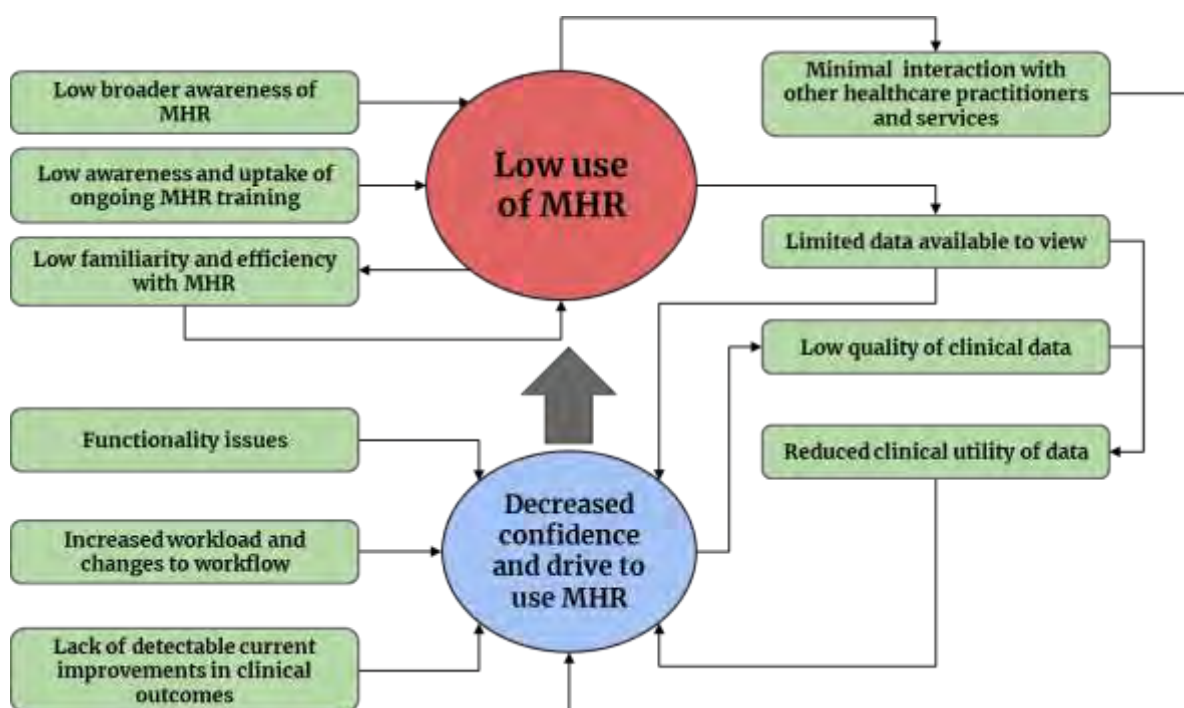 Low broader awareness of
MHR
Low awareness and uptake of
ongoing MHR training
Low familiarity and efficiency
with MHR
Low use
of MHR
Minimal interaction with
other healthcare practitioners
and services
Limited data available to view
Low quality of clinical data
Reduced clinical utility of data
Functionality issues
Increased workload and
changes to workflow
Lack of detectable current
improvements in clinical
outcomes
Decreased
confidence
and drive to
use MHR